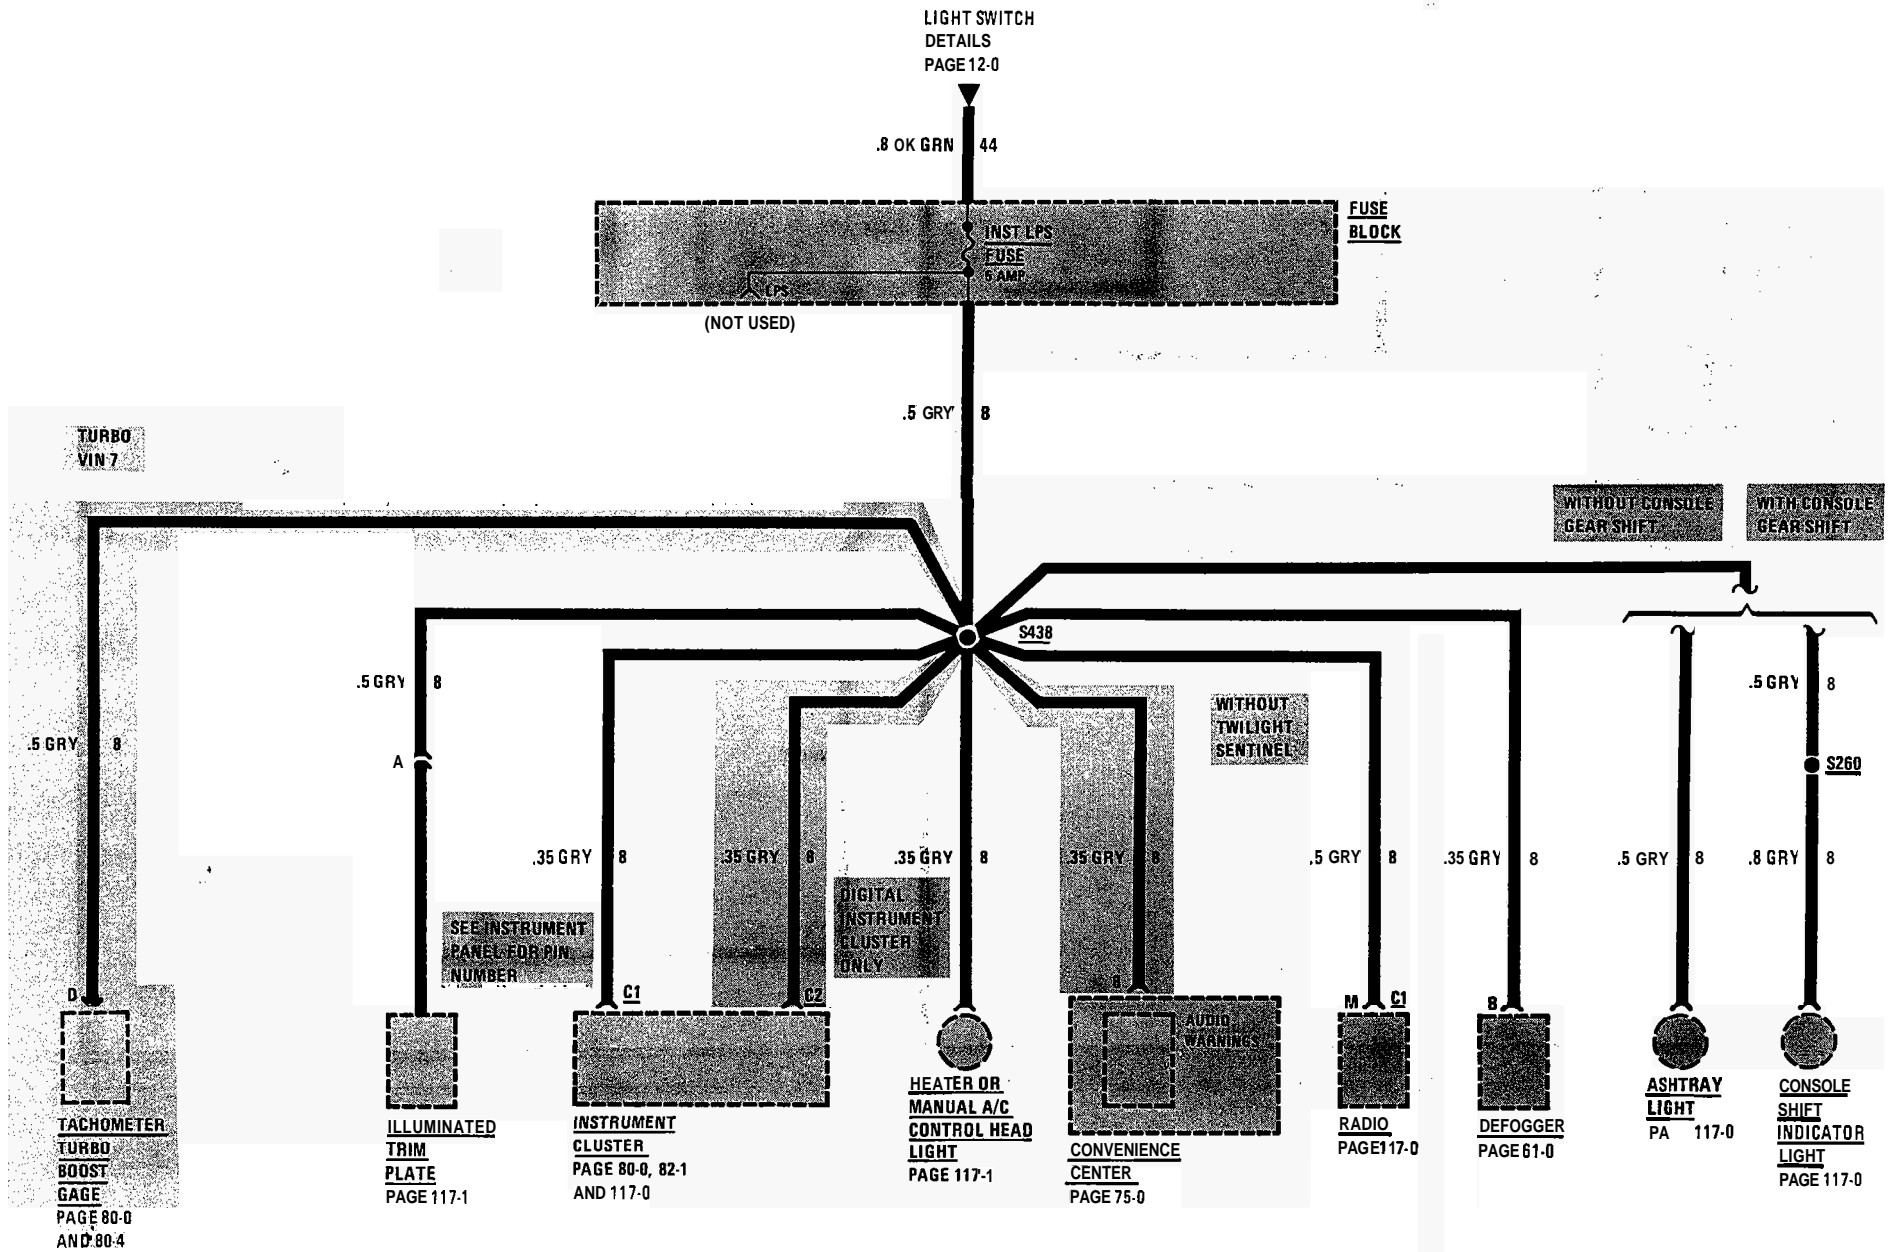 LIGHT SWITCH
DETAILS
PAGE 12-0
.8 OK GRN 44
FUSE
BLOCK
INST LPS
FUSE
5 AMP
LPS
(NOT USED)
.5 GRY 8
TURBO
VIN 7
WITHOUT CONSOLE
GEAR SHIFT
WITH CONSOLE
GEAR SHIFT
S438
.5 GRY 8
.5 GRY 8
WITHOUT
TWILIGHT
SENTINEL
.5 GRY 8
A
S260
.35 GRY 8
.35 GRY 8
.35 GRY 8
.35 GRY 8
.5 GRY 8
.35 GRY 8
.5 GRY 8
.8 GRY 8
DIGITAL
INSTRUMENT
CLUSTER
ONLY
SEE INSTRUMENT
PANEL FOR PIN
NUMBER
D
C1
C2
B
M C1
B
AUDIO
WARNINGS
TACHOMETER
TURBO
BOOST
GAGE
PAGE 80-0
AND 80-4
ILLUMINATED
TRIM
PLATE
PAGE 117-1
INSTRUMENT
CLUSTER
PAGE 80-0, 82-1
AND 117-0
HEATER OR
MANUAL A/C
CONTROL HEAD
LIGHT
PAGE 117-1
CONVENIENCE
CENTER
PAGE 75-0
RADIO
PAGE117-0
DEFOGGER
PAGE 61-0
ASHTRAY
LIGHT
PA 117-0
CONSOLE
SHIFT
INDICATOR
LIGHT
PAGE 117-0